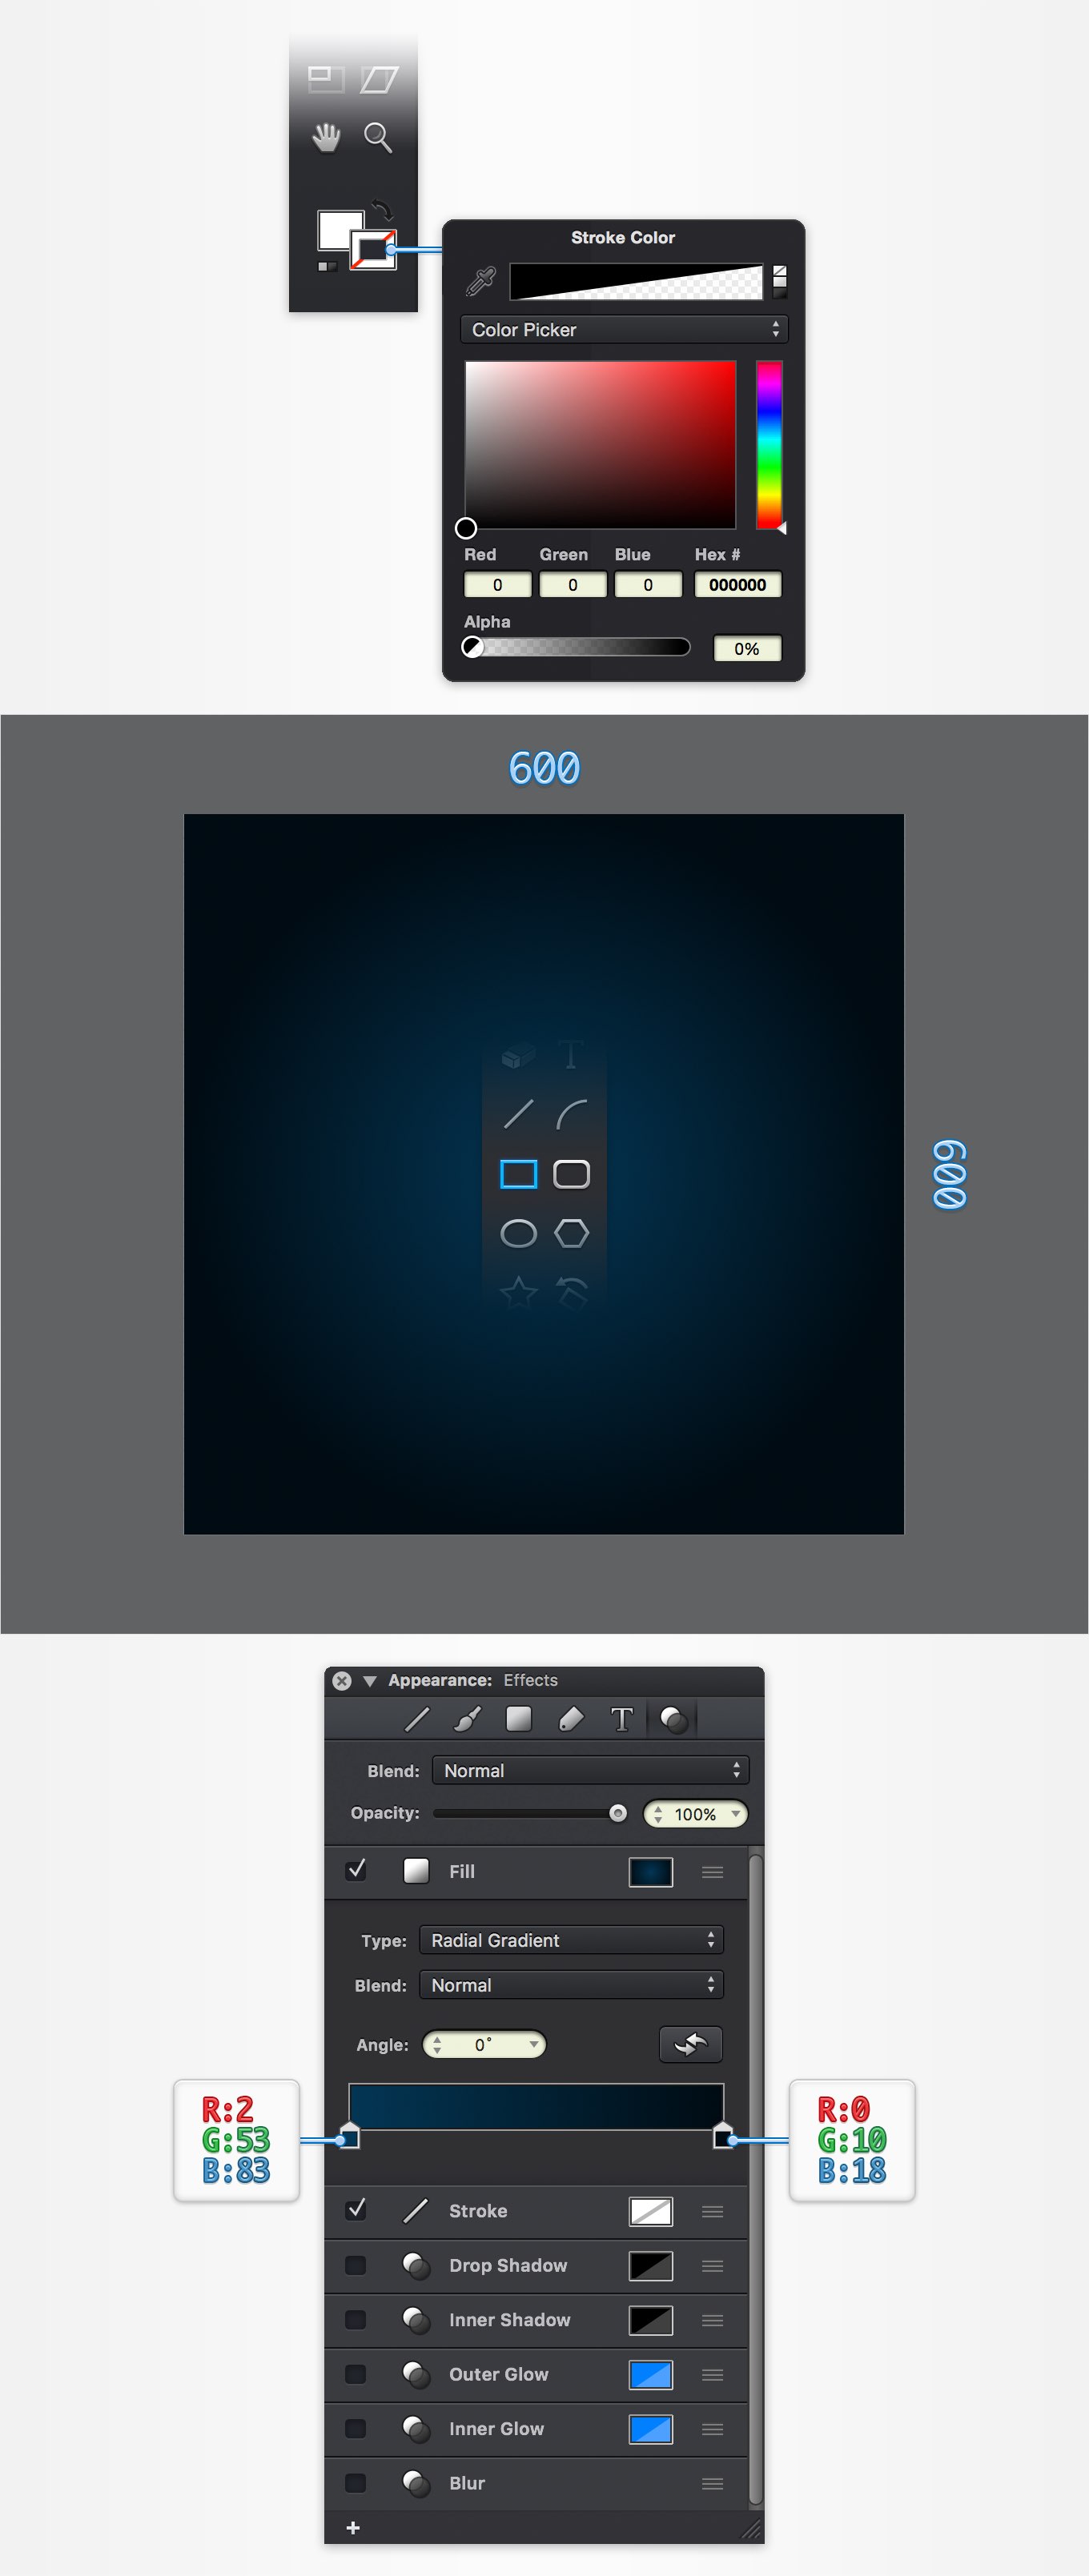 Stroke Color
Color Picker
Red Green Blue Hex #
0 0 0 000000
Alpha
0%
600
T
600
Appearance: Effects
T
Blend: Normal
Opacity: 100%
Fill
Type: Radial Gradient
Blend: Normal
Angle: 0°
R:2
G:53
B:83
R:0
G:10
B:18
Stroke
Drop Shadow
Inner Shadow
Outer Glow
Inner Glow
Blur
+